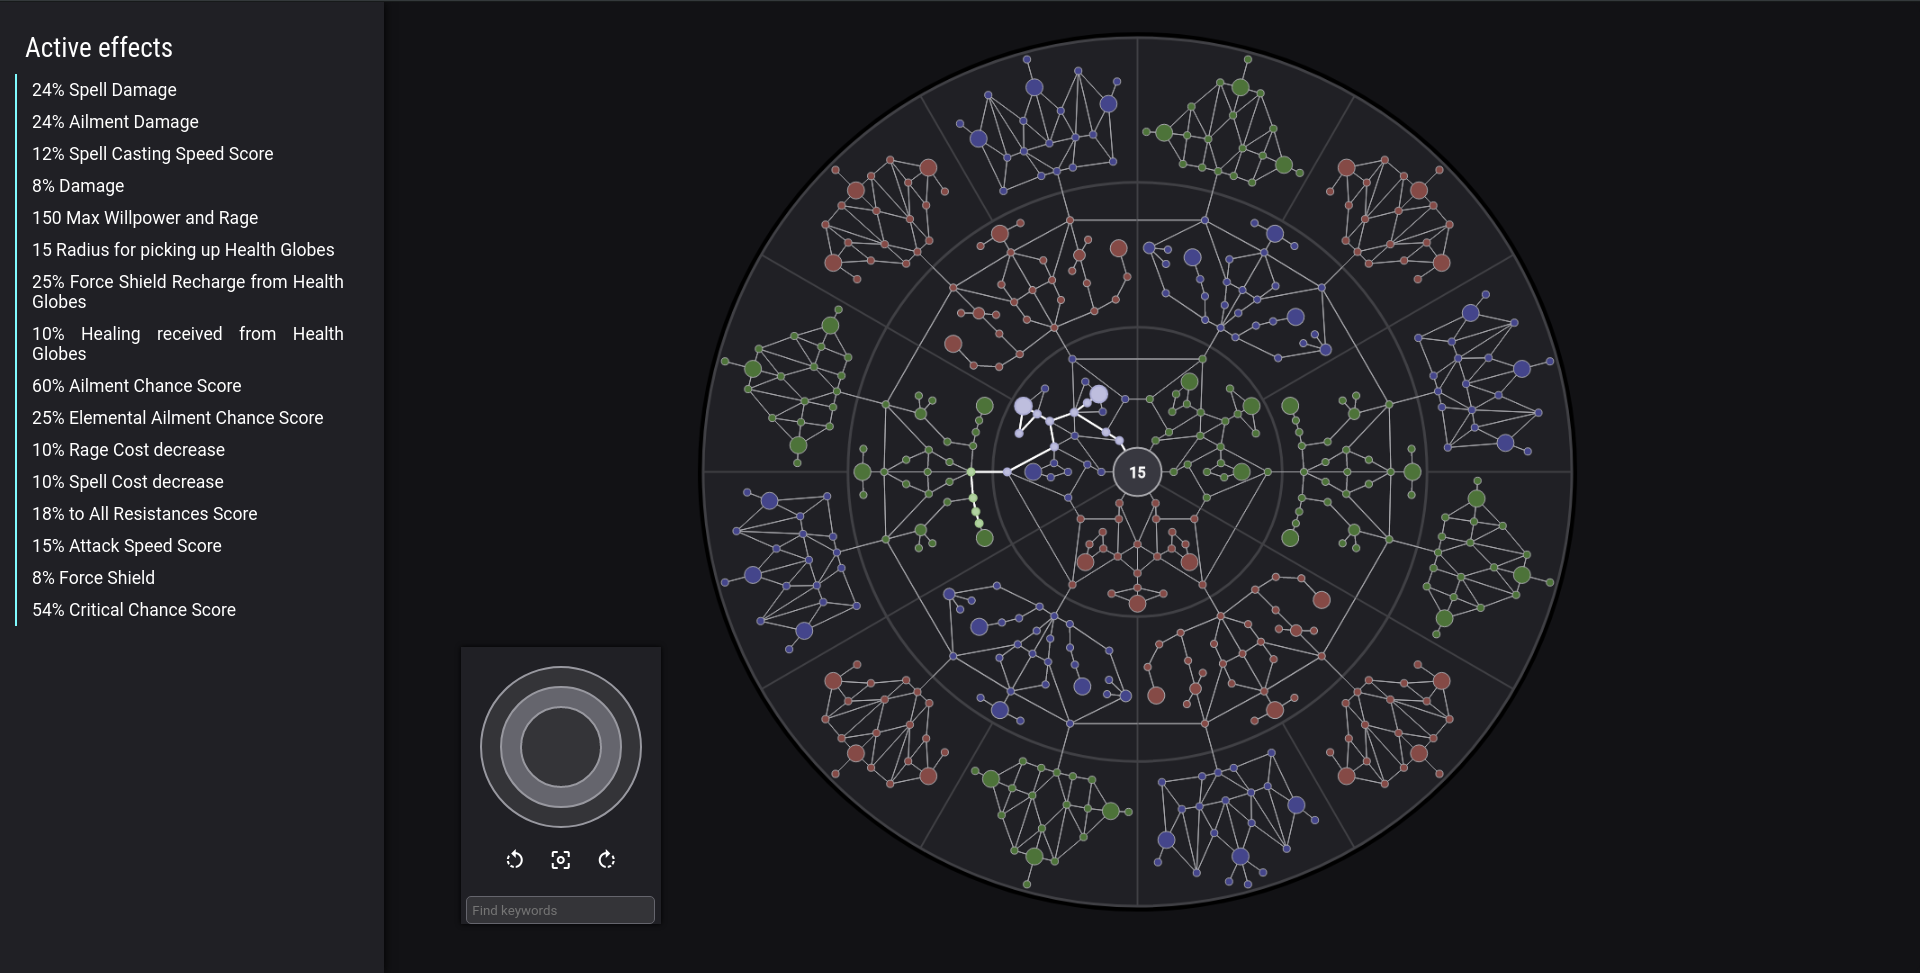 Active effects
24% Spell Damage
24% Ailment Damage
12% Spell Casting Speed Score
8% Damage
150 Max Willpower and Rage
15 Radius for picking up Health Globes
25% Force Shield Recharge from Health
Globes
10% Healing received from Health
Globes
60% Ailment Chance Score
25% Elemental Ailment Chance Score
10% Rage Cost decrease
10% Spell Cost decrease
18% to All Resistances Score
15% Attack Speed Score
8% Force Shield
54% Critical Chance Score
15
Find keywords